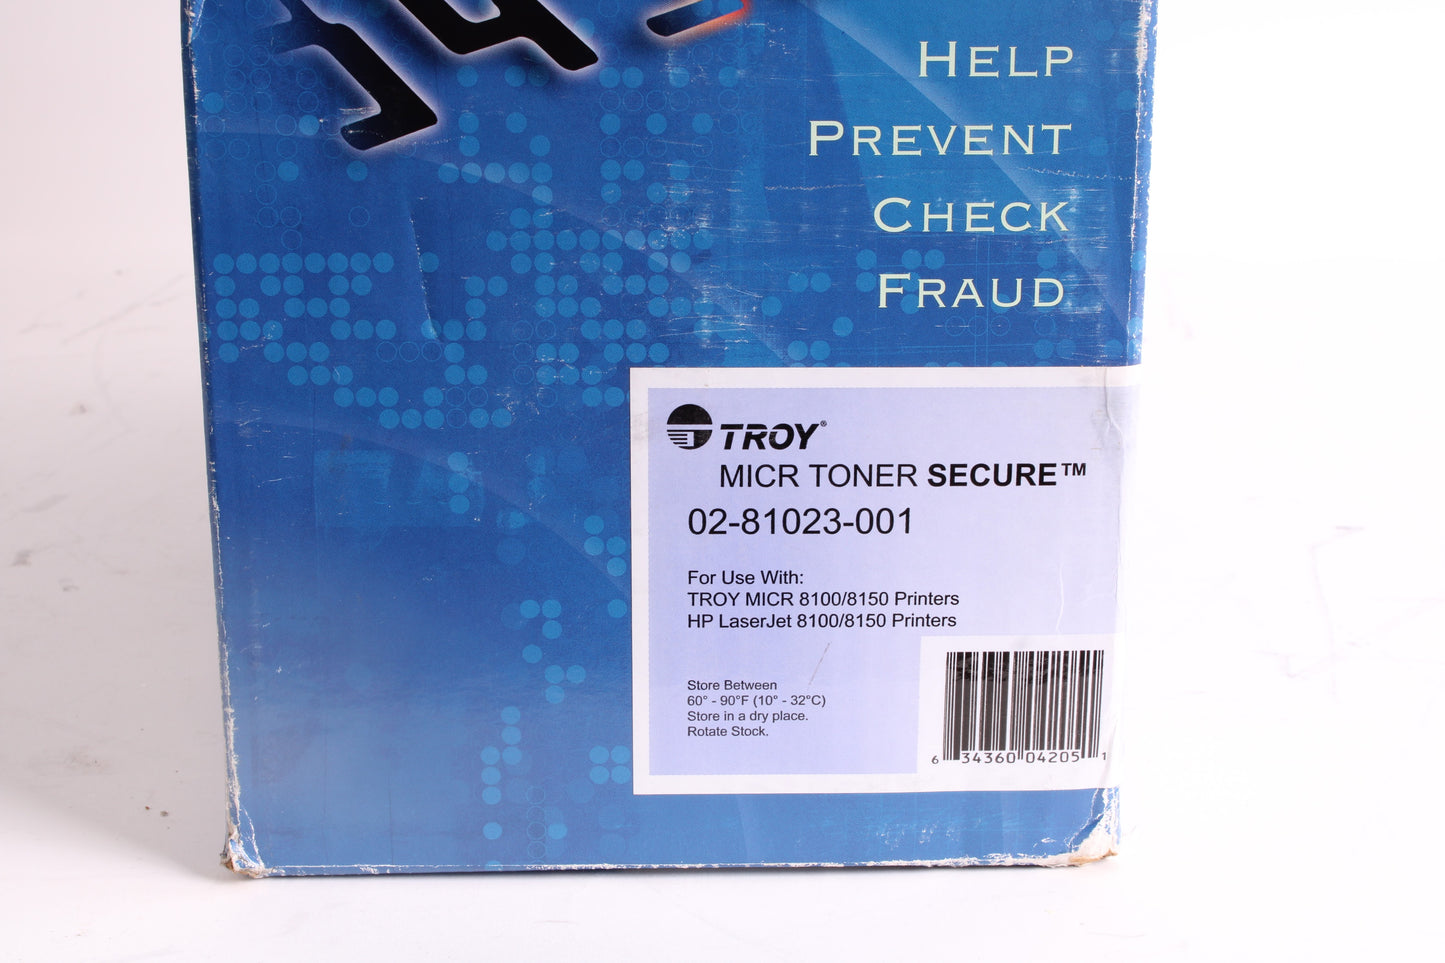 HELP
PREVENT
CHECK
FRAUD
TROY®
MICR TONER SECURE™
02-81023-001
For Use With:
TROY MICR 8100/8150 Printers
HP LaserJet 8100/8150 Printers
Store Between
60° - 90°F (10° - 32°C)
Store in a dry place.
Rotate Stock.
6 34360 04205 1